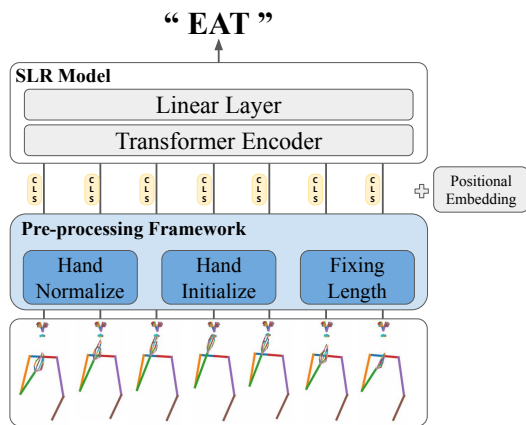 “ EAT ”
SLR Model
Linear Layer
Transformer Encoder
CLS CLS CLS CLS CLS CLS CLS
Positional
Embedding
Pre-processing Framework
Hand
Normalize
Hand
Initialize
Fixing
Length